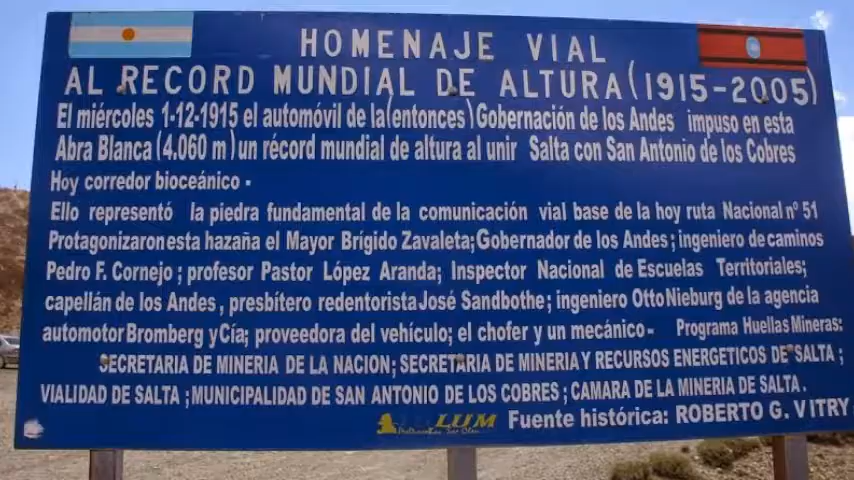 HOMENAJE VIAL
AL RECORD MUNDIAL DE ALTURA (1915-2005)
El miércoles 1-12-1915 el automóvil de la (entonces) Gobernación de los Andes impuso en esta
Abra Blanca (4.060 m) un récord mundial de altura al unir Salta con San Antonio de los Cobres
Hoy corredor bioceánico -
Ello representó la piedra fundamental de la comunicación vial base de la hoy ruta Nacional nº 51
Protagonizaron esta hazaña el Mayor Brígido Zavaleta; Gobernador de los Andes; ingeniero de caminos
Pedro F. Cornejo; profesor Pastor López Aranda; Inspector Nacional de Escuelas Territoriales;
capellán de los Andes, presbítero redentorista José Sandbothe; ingeniero Otto Nieburg de la agencia
automotor Bromberg y Cía; proveedora del vehículo; el chofer y un mecánico - Programa Huellas Mineras:
SECRETARIA DE MINERIA DE LA NACION; SECRETARIA DE MINERIA Y RECURSOS ENERGETICOS DE SALTA;
VIALIDAD DE SALTA; MUNICIPALIDAD DE SAN ANTONIO DE LOS COBRES; CAMARA DE LA MINERIA DE SALTA.
LUM
Fuente histórica: ROBERTO G. VITRY